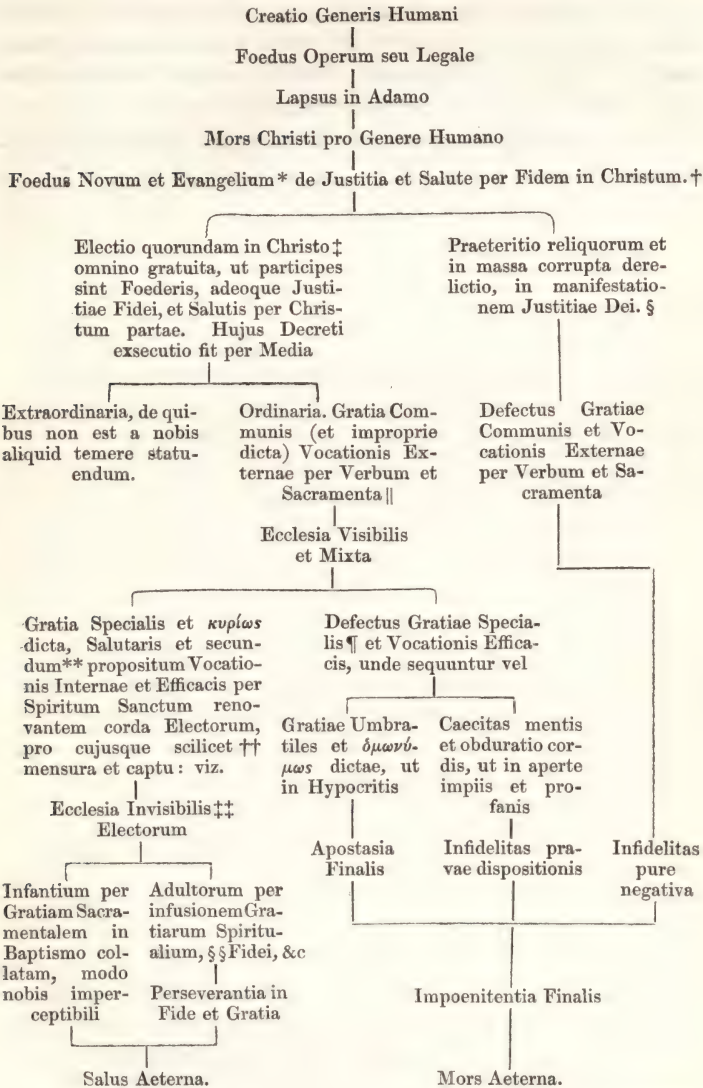 Creatio Generis Humani
Foedus Operum seu Legale
Lapsus in Adamo
Mors Christi pro Genere Humano
Foedus Novum et Evangelium* de Justitia et Salute per Fidem in Christum.†
Electio quorundam in Christo‡
omnino gratuita, ut participes
sint Foederis, adeoque Justi-
tiae Fidei, et Salutis per Chris-
tum partae. Hujus Decreti
exsecutio fit per Media
Praeteritio reliquorum et
in massa corrupta dere-
lictio, in manifestatio-
nem Justitiae Dei. §
Extraordinaria, de qui-
bus non est a nobis
aliquid temere statu-
endum.
Ordinaria. Gratia Com-
munis (et improprie
dicta) Vocationis Ex-
ternae per Verbum et
Sacramenta||
Defectus Gratiae
Communis et Vo-
cationis Externae
per Verbum et Sa-
cramenta
Ecclesia Visibilis
et Mixta
Gratia Specialis et κυρίως
dicta, Salutaris et secun-
dum** propositum Vocatio-
nis Internae et Efficacis per
Spiritum Sanctum reno-
vantem corda Electorum,
pro cujusque scilicet ††
mensura et captu: viz.
Defectus Gratiae Specia-
lis¶ et Vocationis Effica-
cis, unde sequuntur vel
Gratiae Umbra-
tiles et ὁμωνύ-
μως dictae, ut
in Hypocritis
Caecitas mentis
et obduratio cor-
dis, ut in aperte
impiis et pro-
fanis
Ecclesia Invisibilis‡‡
Electorum
Apostasia
Finalis
Infidelitas pra-
vae dispositionis
Infidelitas
pure
negativa
Infantium per
Gratiam Sacra-
mentalem in
Baptismo col-
latam, modo
nobis imper-
ceptibili
Adultorum per
infusionem Gra-
tiarum Spiritu-
alium, §§Fidei, &c
Perseverantia in
Fide et Gratia
Impoenitentia Finalis
Salus Aeterna.
Mors Aeterna.